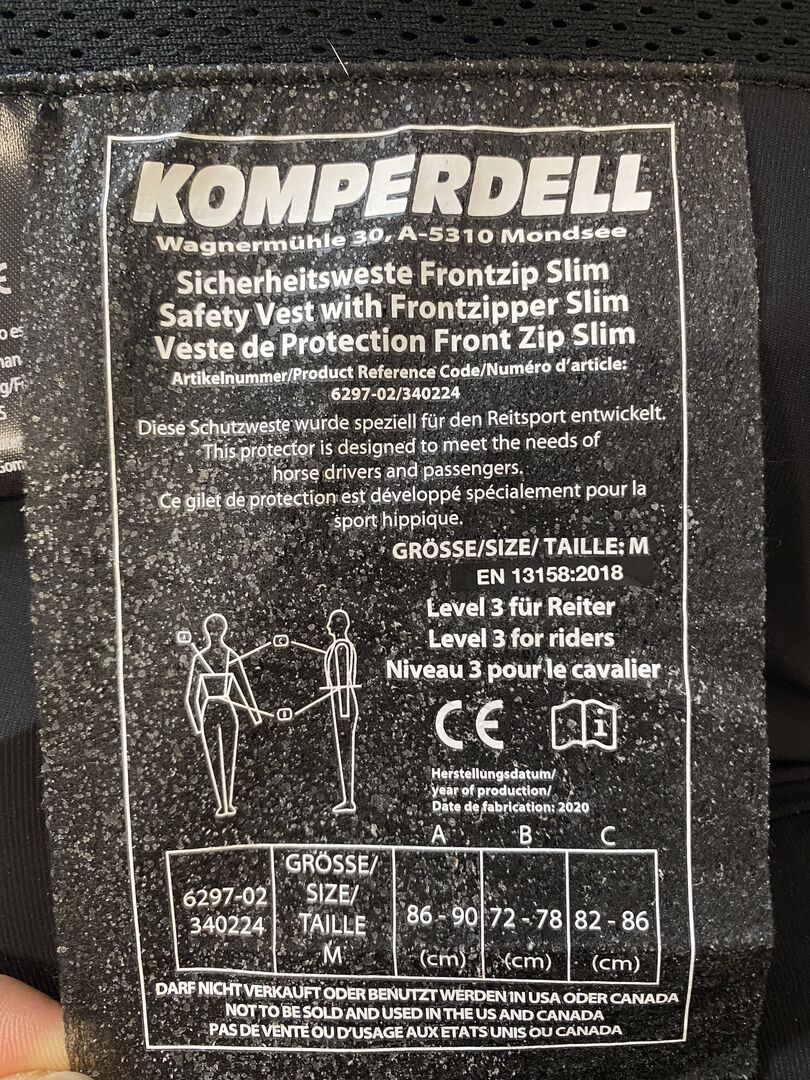 KOMPERDELL
Wagnermühle 30, A-5310 Mondsee
Sicherheitsweste Frontzip Slim
Safety Vest with Frontzipper Slim
Veste de Protection Front Zip Slim
Artikelnummer/Product Reference Code/Numéro d'article:
6297-02/340224
Diese Schutzweste wurde speziell für den Reitsport entwickelt.
This protector is designed to meet the needs of
horse drivers and passengers.
Ce gilet de protection est développé spécialement pour la
sport hippique.
GRÖSSE/SIZE/ TAILLE: M
EN 13158:2018
Level 3 für Reiter
Level 3 for riders
Niveau 3 pour le cavalier
A
C
B
CE
i
Herstellungsdatum/
year of production/
Date de fabrication: 2020
A B C
6297-02
340224
GRÖSSE/
SIZE/
TAILLE
M
86 - 90 72 - 78 82 - 86
(cm) (cm) (cm)
DARF NICHT VERKAUFT ODER BENUTZT WERDEN IN USA ODER CANADA
NOT TO BE SOLD AND USED IN THE US AND CANADA
PAS DE VENTE OU D'USAGE AUX ETATS UNIS OU CANADA